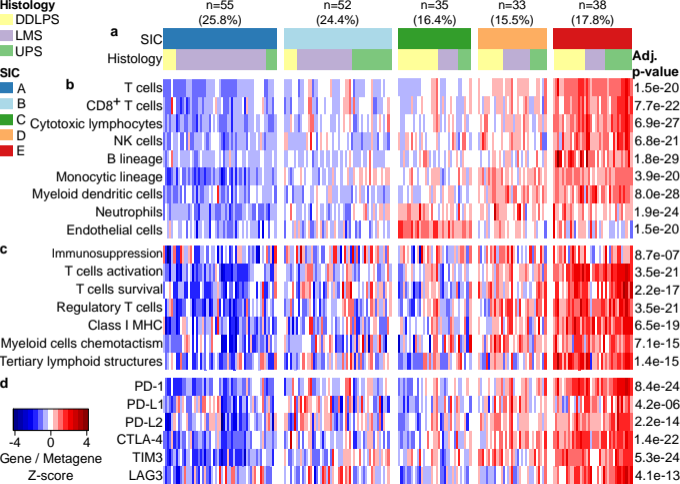 Histology
DDLPS
LMS
UPS
SIC
A
B
C
D
E
n=55
(25.8%)
n=52
(24.4%)
n=35
(16.4%)
n=33
(15.5%)
n=38
(17.8%)
a
SIC
Histology
Adj.
p-value
b
T cells 1.5e-20
CD8+ T cells 7.7e-22
Cytotoxic lymphocytes 6.9e-27
NK cells 6.8e-21
B lineage 1.8e-29
Monocytic lineage 3.9e-20
Myeloid dendritic cells 8.0e-28
Neutrophils 1.9e-24
Endothelial cells 1.5e-20
c
Immunosuppression 8.7e-07
T cells activation 3.5e-21
T cells survival 2.2e-17
Regulatory T cells 3.5e-21
Class I MHC 6.5e-19
Myeloid cells chemotactism 7.1e-15
Tertiary lymphoid structures 1.4e-15
d
PD-1 8.4e-24
PD-L1 4.2e-06
PD-L2 2.2e-14
CTLA-4 1.4e-22
TIM3 5.3e-24
LAG3 4.1e-13
-4 0 4
Gene / Metagene
Z-score